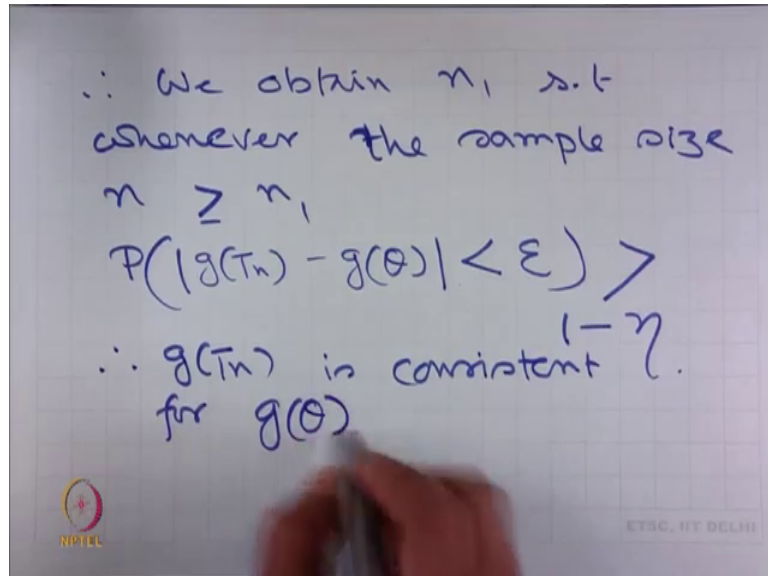 ∴ We obtain n₁ s.t
whenever the sample size
n ≥ n₁
P(|g(Tn) - g(θ)| < ε) >
1 - η.
∴ g(Tn) is consistent
for g(θ)
NPTEL
ETSC, IIT DELHI